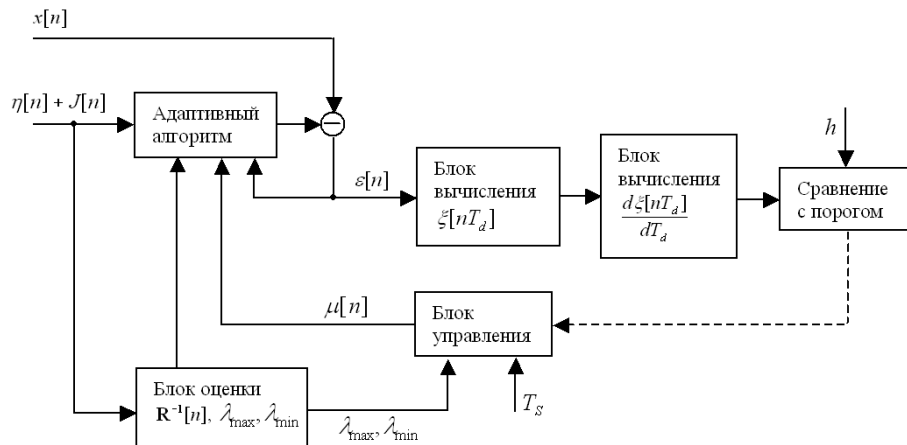 x[n]
η[n] + J[n]
Адаптивный
алгоритм
ε[n]
Блок
вычисления
ξ[nT_d]
Блок
вычисления
dξ[nT_d]
dT_d
h
Сравнение
с порогом
μ[n]
Блок
управления
T_S
Блок оценки
R⁻¹[n], λ_max, λ_min
λ_max, λ_min